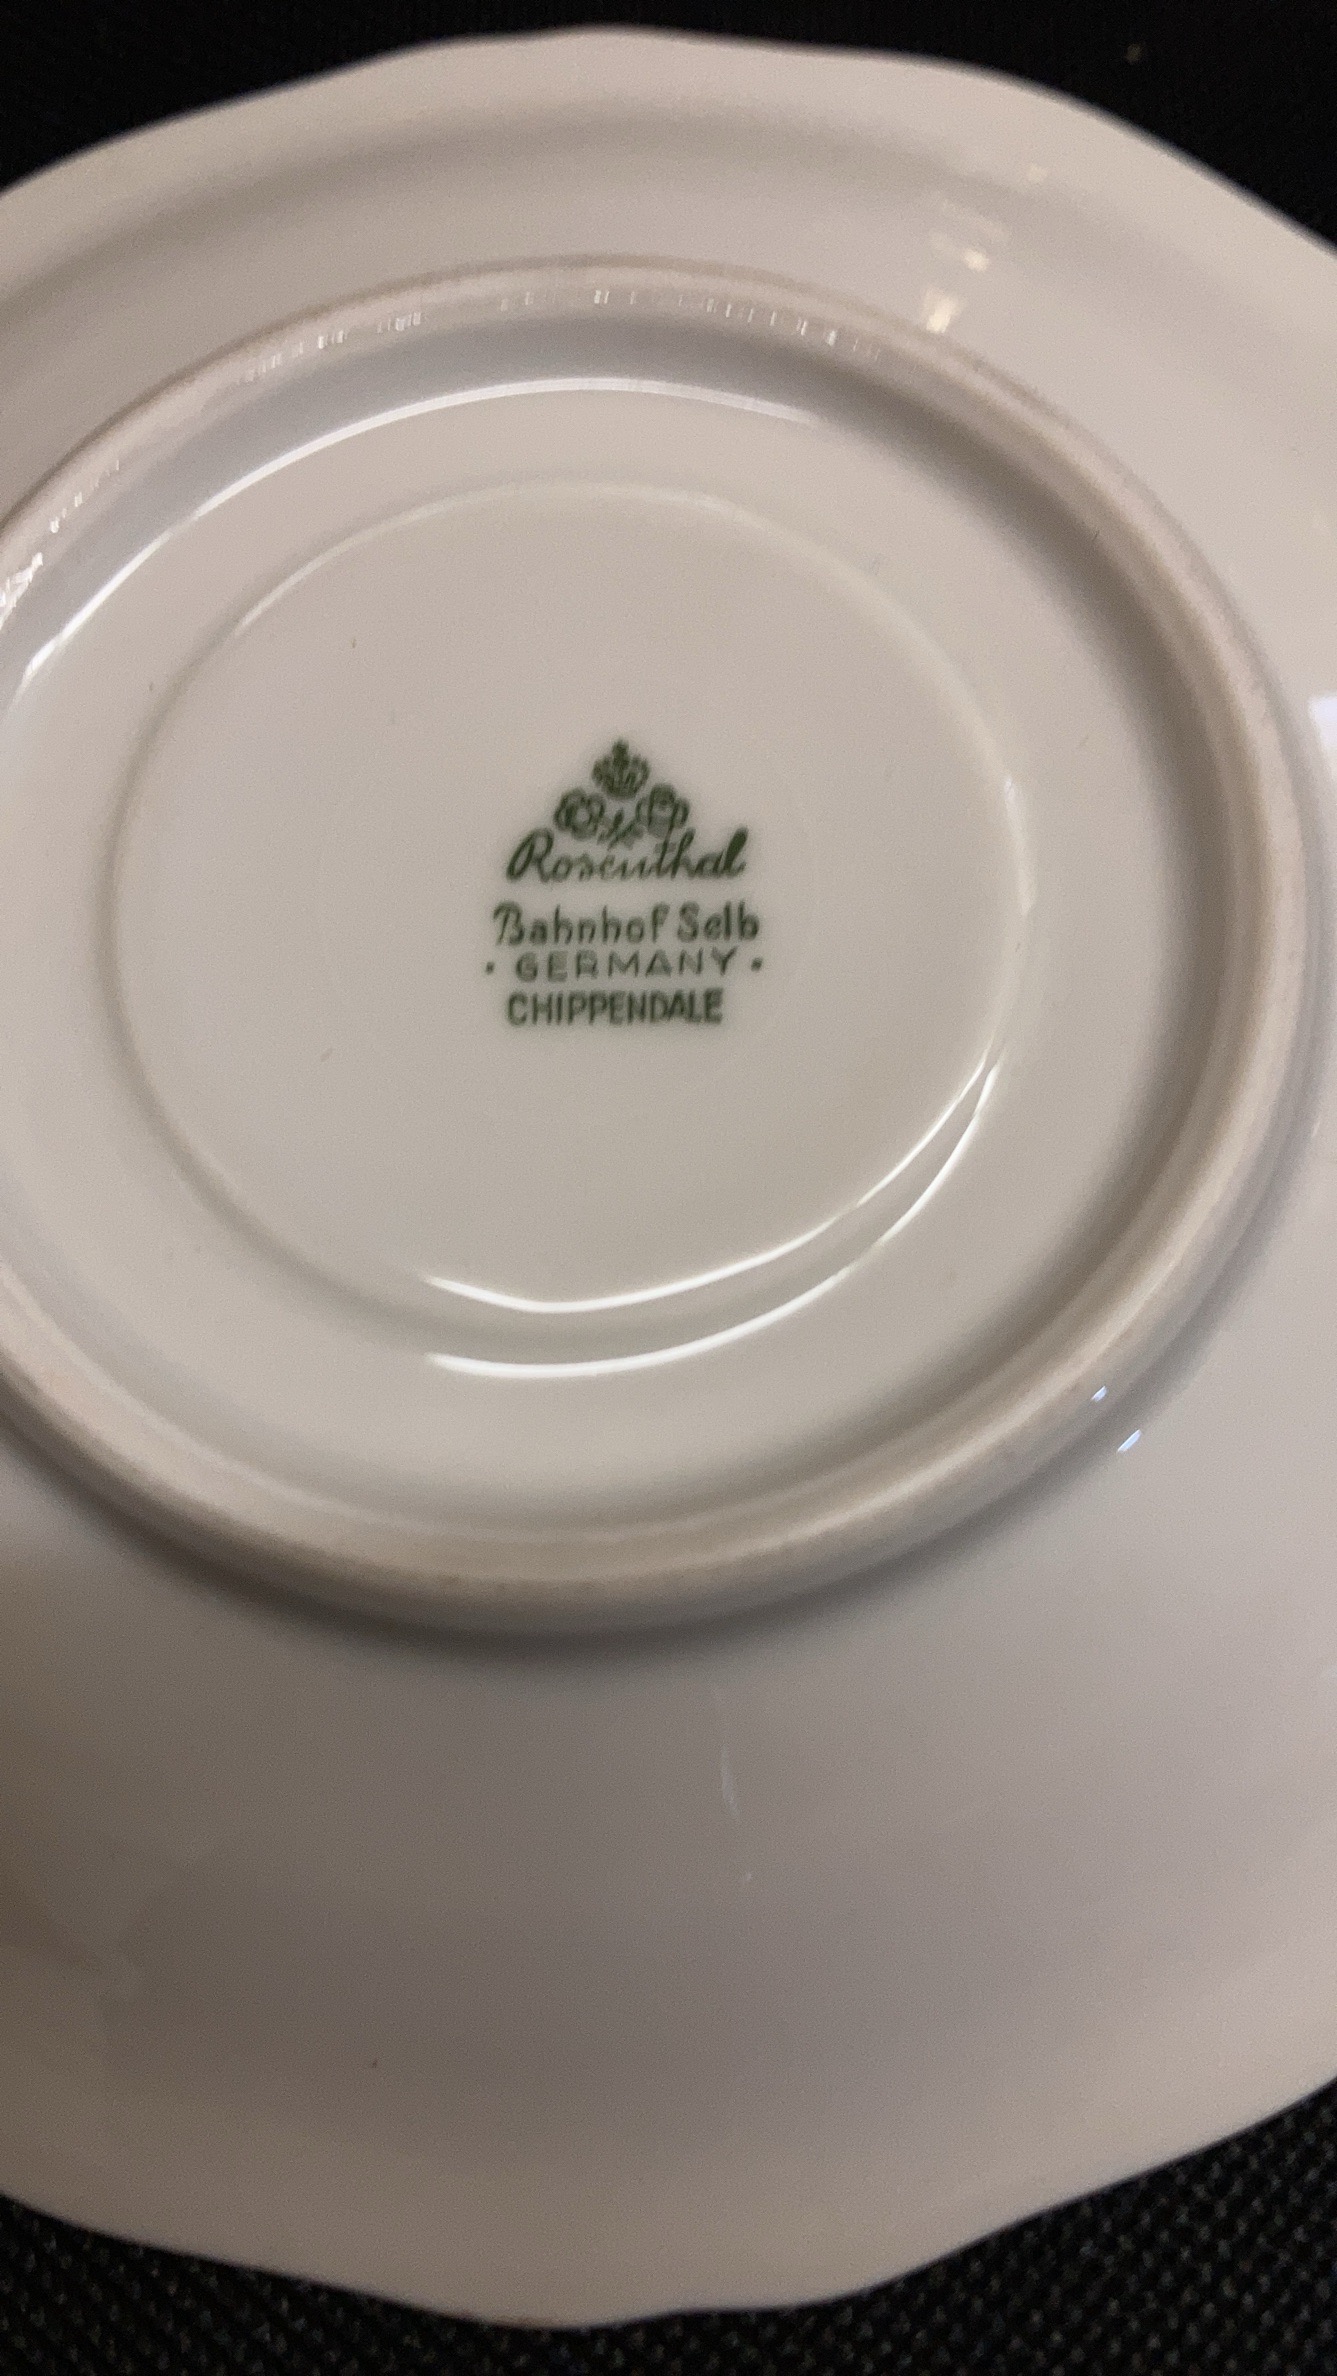 Rosenthal
Bahnhof Selb
· GERMANY ·
CHIPPENDALE